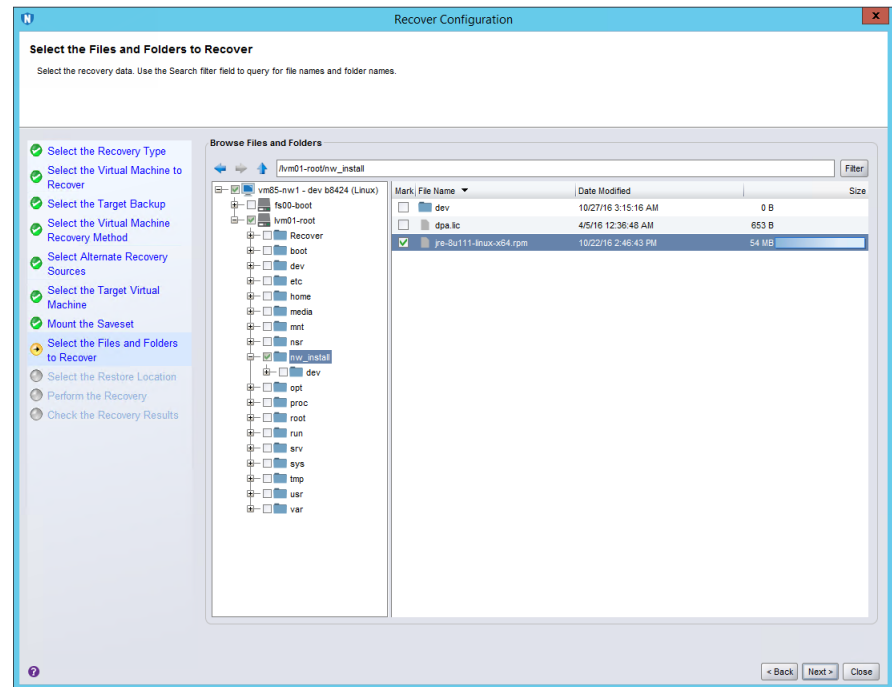 N
Recover Configuration
x
Select the Files and Folders to Recover
Select the recovery data. Use the Search filter field to query for file names and folder names.
Select the Recovery Type
Select the Virtual Machine to
Recover
Select the Target Backup
Select the Virtual Machine
Recovery Method
Select Alternate Recovery
Sources
Select the Target Virtual
Machine
Mount the Saveset
Select the Files and Folders
to Recover
Select the Restore Location
Perform the Recovery
Check the Recovery Results
Browse Files and Folders
/lvm01-root/nw_install
Filter
vm85-nw1 - dev b8424 (Linux)
fs00-boot
lvm01-root
Recover
boot
dev
etc
home
media
mnt
nsr
nw_install
dev
opt
proc
root
run
srv
sys
tmp
usr
var
Mark File Name Date Modified Size
dev 10/27/16 3:15:16 AM 0 B
dpa.lic 4/5/16 12:36:48 AM 653 B
jre-8u111-linux-x64.rpm 10/22/16 2:46:43 PM 54 MB
?
< Back Next > Close